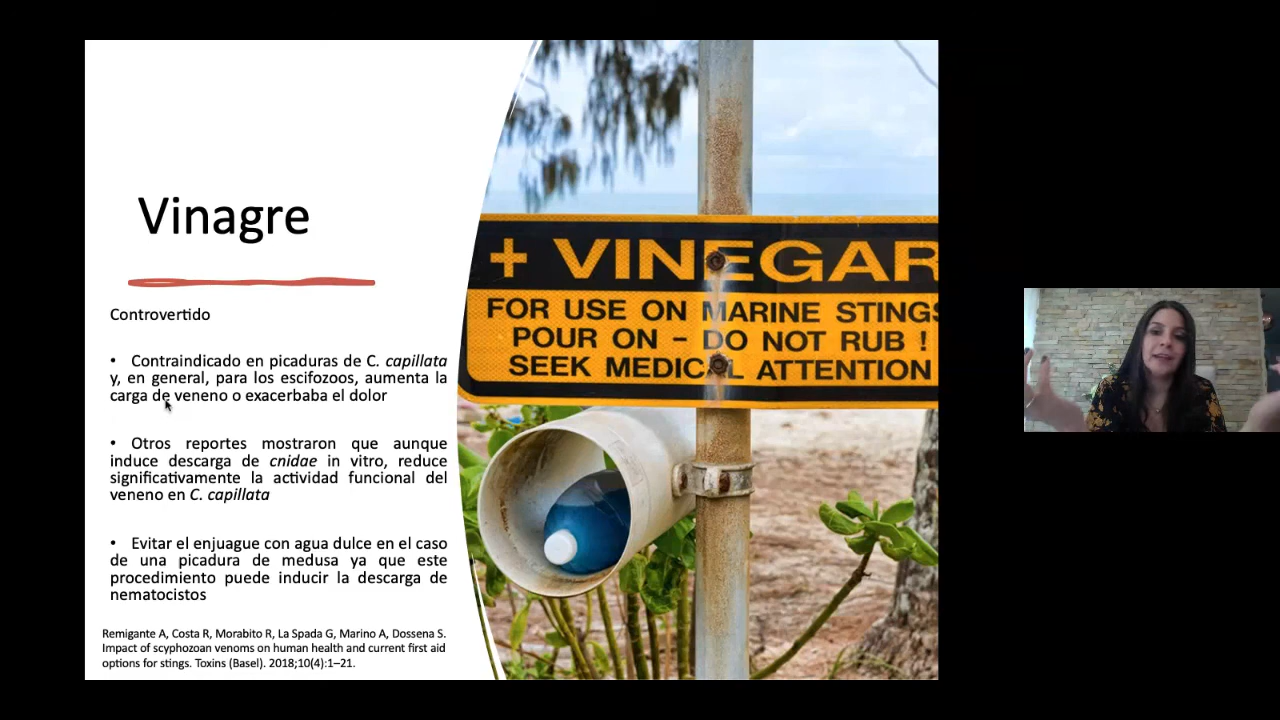 Vinagre
Controvertido
• Contraindicado en picaduras de C. capillata
y, en general, para los escifozoos, aumenta la
carga de veneno o exacerbaba el dolor
• Otros reportes mostraron que aunque
induce descarga de cnidae in vitro, reduce
significativamente la actividad funcional del
veneno en C. capillata
• Evitar el enjuague con agua dulce en el caso
de una picadura de medusa ya que este
procedimiento puede inducir la descarga de
nematocistos
Remigante A, Costa R, Morabito R, La Spada G, Marino A, Dossena S.
Impact of scyphozoan venoms on human health and current first aid
options for stings. Toxins (Basel). 2018;10(4):1–21.
+ VINEGAR
FOR USE ON MARINE STINGS
POUR ON - DO NOT RUB !
SEEK MEDICAL ATTENTION